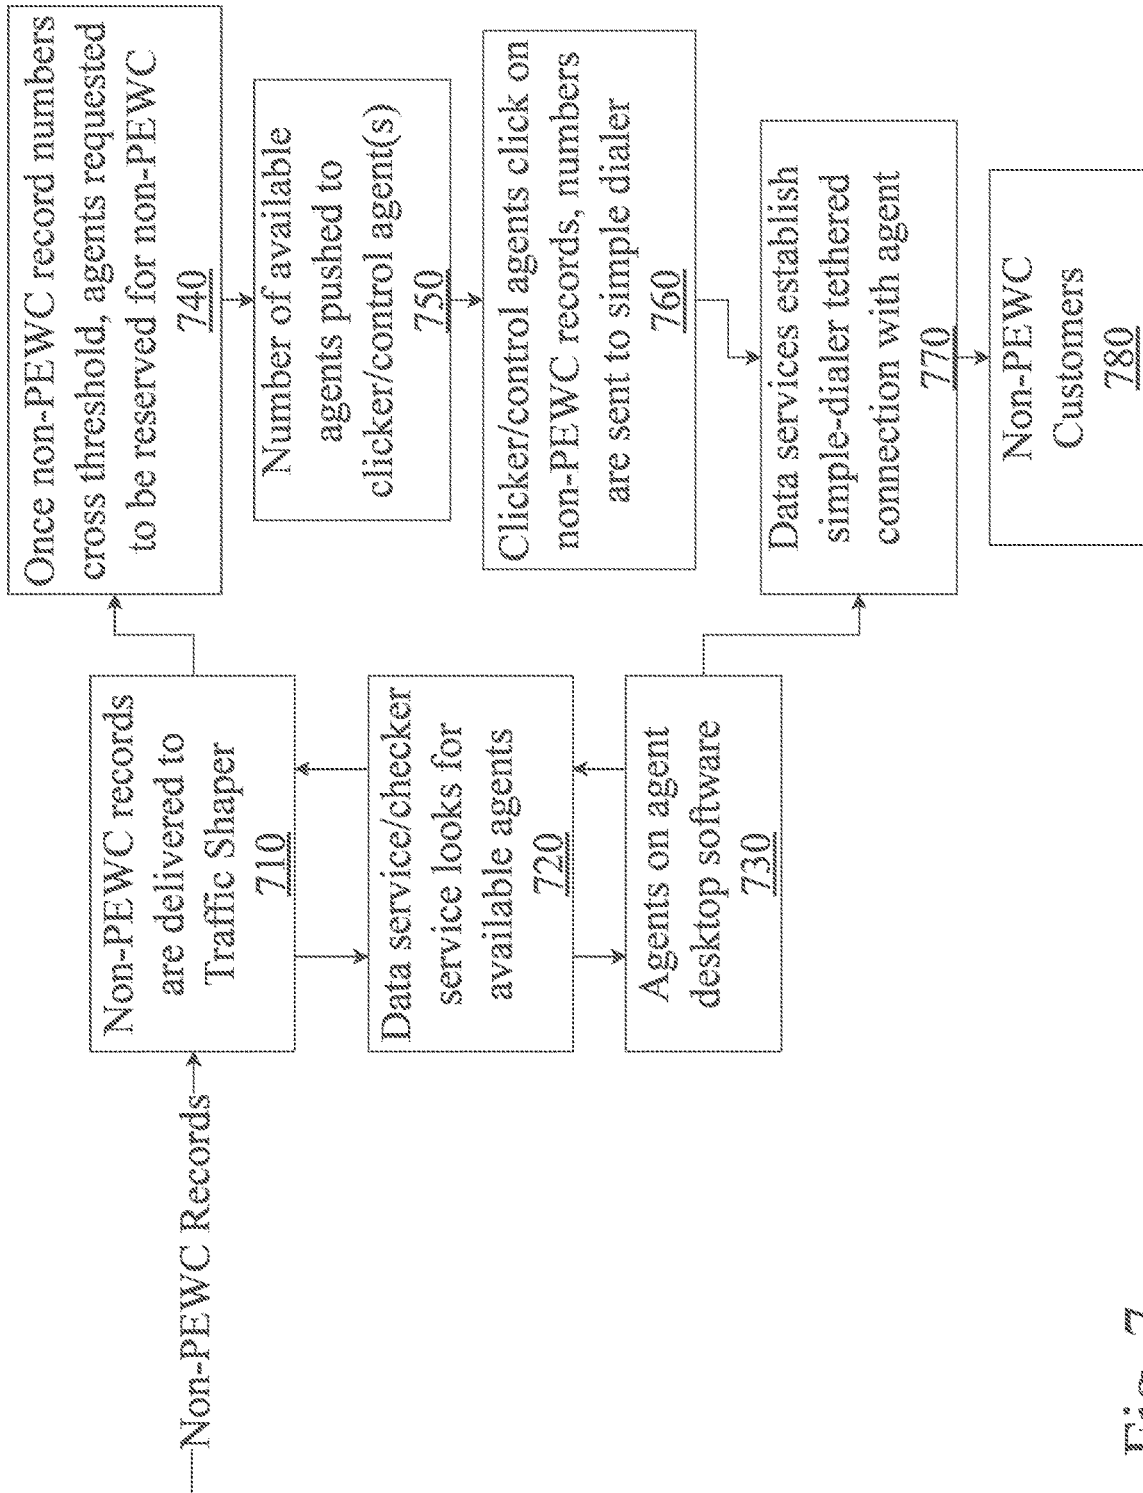 Non-PEWC Records
Non-PEWC records
are delivered to
Traffic Shaper
710
Data service/checker
service looks for
available agents
720
Agents on agent
desktop software
730
Once non-PEWC record numbers
cross threshold, agents requested
to be reserved for non-PEWC
740
Number of available
agents pushed to
clicker/control agent(s)
750
Clicker/control agents click on
non-PEWC records, numbers
are sent to simple dialer
760
Data services establish
simple-dialer tethered
connection with agent
770
Non-PEWC
Customers
780
Fig. 7